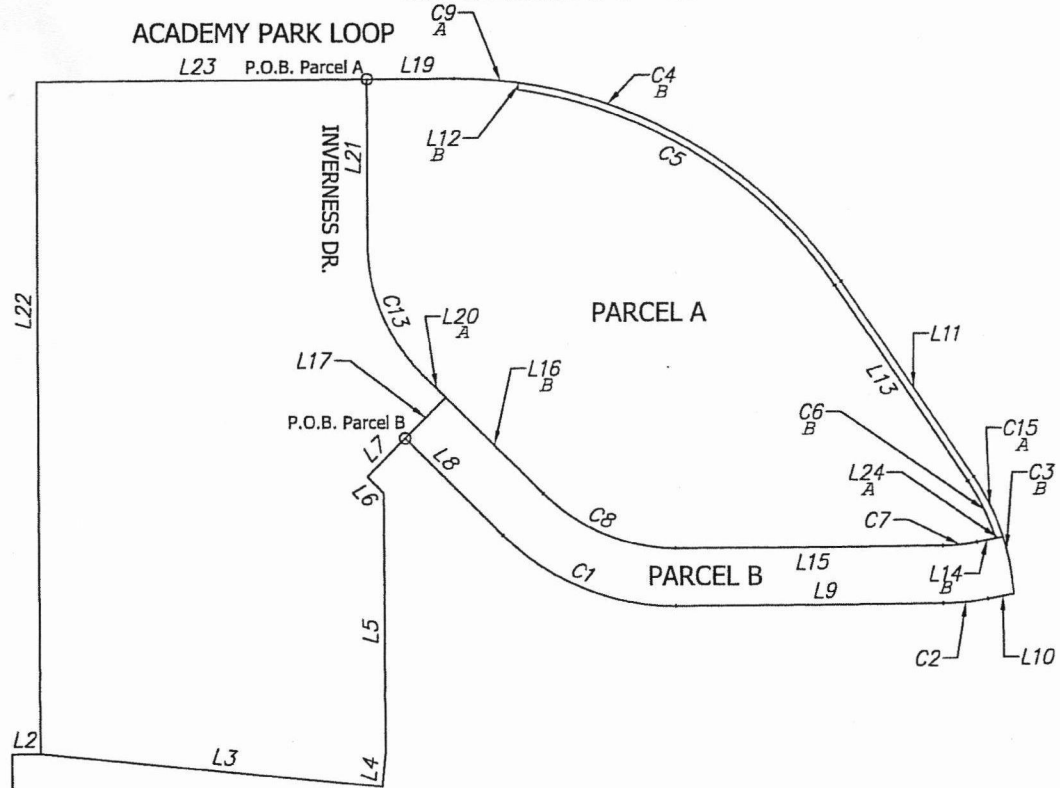 C9
A
ACADEMY PARK LOOP
L23
P.O.B. Parcel A
L19
C4
B
L12
B
C5
L21
INVERNESS DR.
L22
C13
PARCEL A
L20
A
L11
L17
L16
B
L13
P.O.B. Parcel B
C6
B
C15
A
L7
L8
L24
A
C3
B
L6
C8
C7
L15
L14
B
C1
PARCEL B
L9
L5
C2
L10
L2
L3
L4